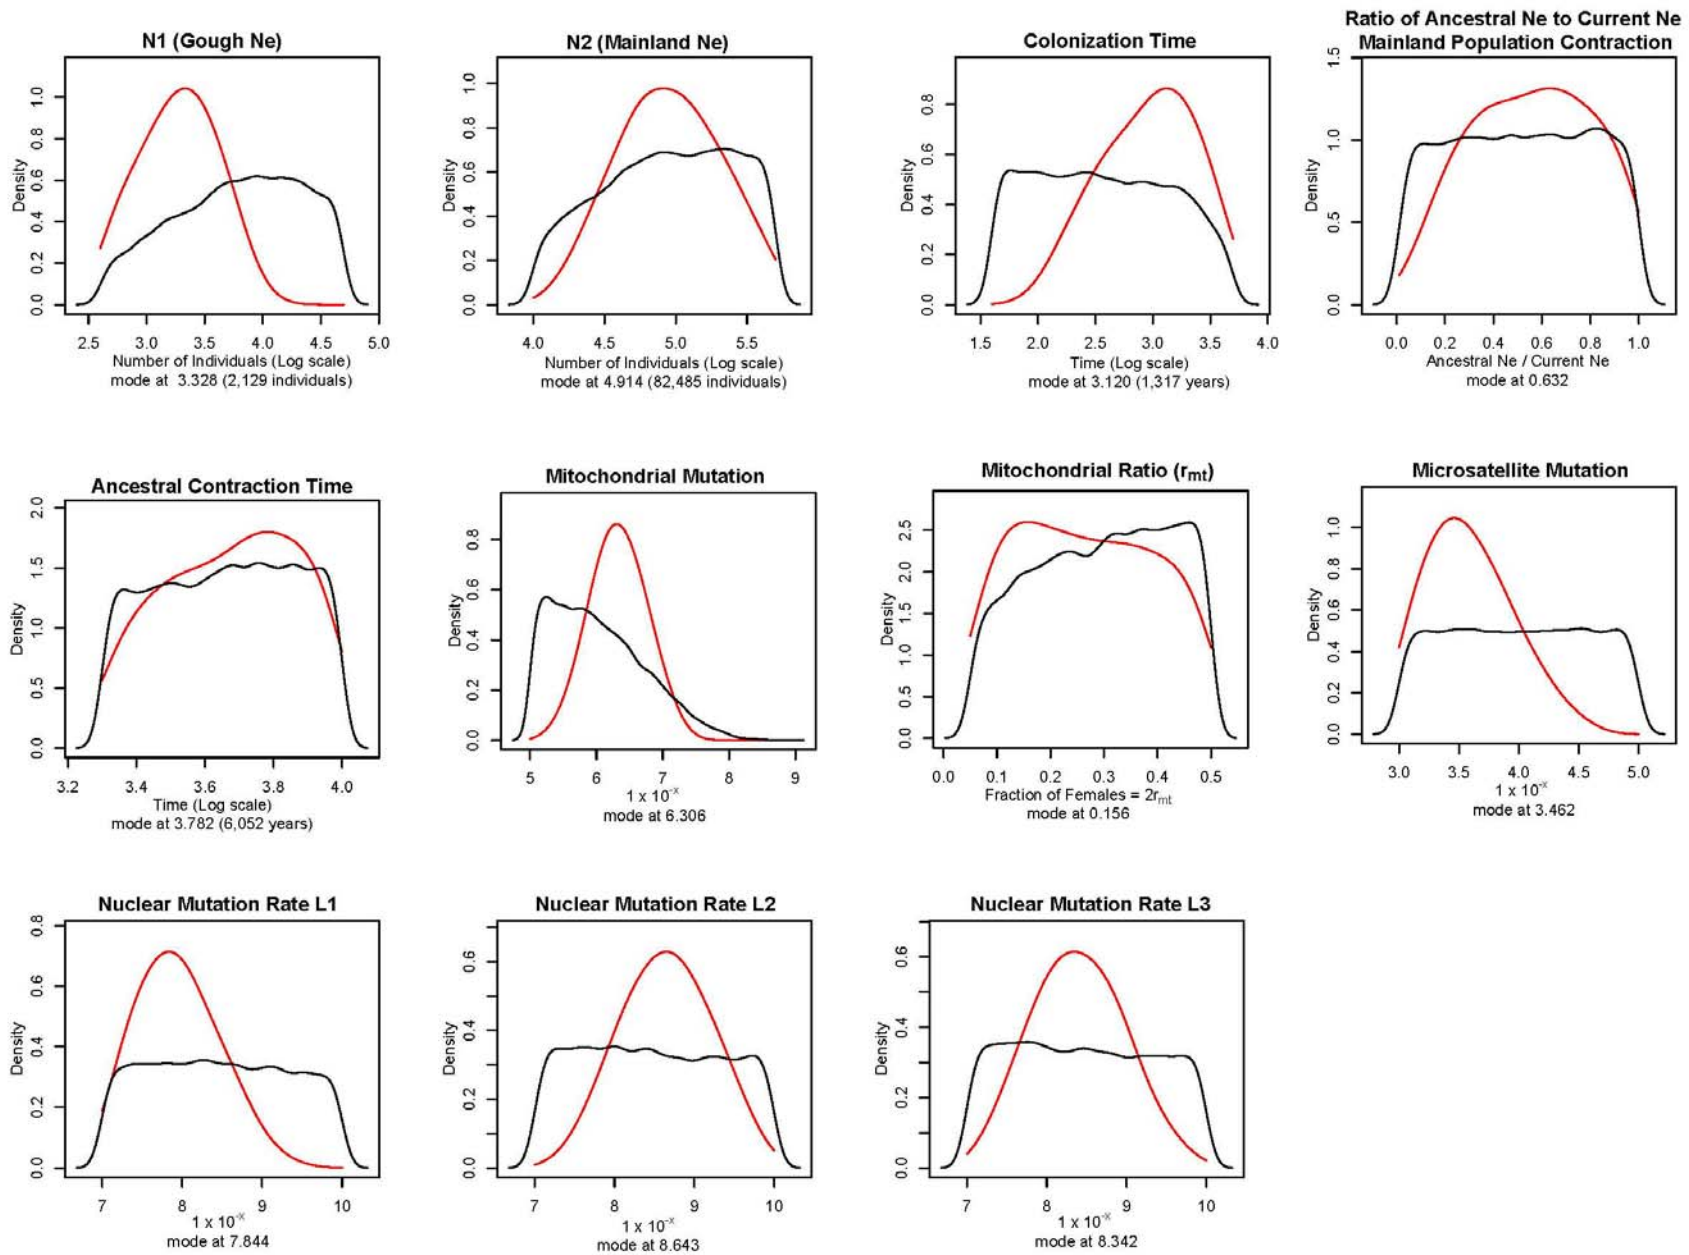 N1 (Gough Ne)
Density
0.0 0.2 0.4 0.6 0.8 1.0
2.5 3.0 3.5 4.0 4.5 5.0
Number of Individuals (Log scale)
mode at 3.328 (2,129 individuals)
N2 (Mainland Ne)
Density
0.0 0.2 0.4 0.6 0.8 1.0
4.0 4.5 5.0 5.5
Number of Individuals (Log scale)
mode at 4.914 (82,485 individuals)
Colonization Time
Density
0.0 0.2 0.4 0.6 0.8
1.5 2.0 2.5 3.0 3.5 4.0
Time (Log scale)
mode at 3.120 (1,317 years)
Ratio of Ancestral Ne to Current Ne
Mainland Population Contraction
Density
0.0 0.5 1.0 1.5
0.0 0.2 0.4 0.6 0.8 1.0
Ancestral Ne / Current Ne
mode at 0.632
Ancestral Contraction Time
Density
0.0 0.5 1.0 1.5 2.0
3.2 3.4 3.6 3.8 4.0
Time (Log scale)
mode at 3.782 (6,052 years)
Mitochondrial Mutation
Density
0.0 0.2 0.4 0.6 0.8
5 6 7 8 9
1 x 10^-x
mode at 6.306
Mitochondrial Ratio (r_mt)
Density
0.0 0.5 1.0 1.5 2.0 2.5
0.0 0.1 0.2 0.3 0.4 0.5
Fraction of Females = 2r_mt
mode at 0.156
Microsatellite Mutation
Density
0.0 0.2 0.4 0.6 0.8 1.0
3.0 3.5 4.0 4.5 5.0
1 x 10^-x
mode at 3.462
Nuclear Mutation Rate L1
Density
0.0 0.2 0.4 0.6 0.8
7 8 9 10
1 x 10^-x
mode at 7.844
Nuclear Mutation Rate L2
Density
0.0 0.2 0.4 0.6
7 8 9 10
1 x 10^-x
mode at 8.643
Nuclear Mutation Rate L3
Density
0.0 0.2 0.4 0.6
7 8 9 10
1 x 10^-x
mode at 8.342